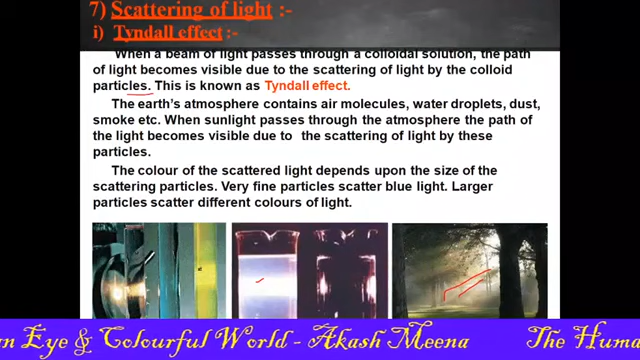 7) Scattering of light :-
i) Tyndall effect :-
When a beam of light passes through a colloidal solution, the path
of light becomes visible due to the scattering of light by the colloid
particles. This is known as Tyndall effect.
The earth's atmosphere contains air molecules, water droplets, dust,
smoke etc. When sunlight passes through the atmosphere the path of
the light becomes visible due to the scattering of light by these
particles.
The colour of the scattered light depends upon the size of the
scattering particles. Very fine particles scatter blue light. Larger
particles scatter different colours of light.
n Eye & Colourful World - Akash Meena The Huma